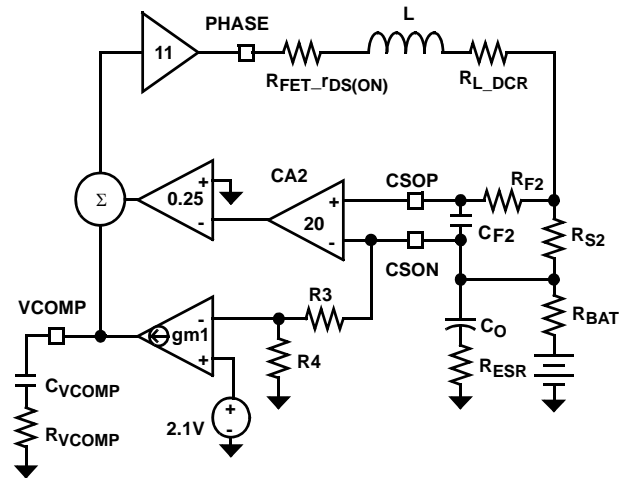 PHASE
L
11
RFET_rDS(ON)
RL_DCR
Σ
0.25
+
-
CA2
20
+
-
CSOP
CSON
RF2
CF2
RS2
VCOMP
gm1
-
+
R3
R4
CO
RESR
RBAT
CVCOMP
RVCOMP
2.1V
+
-